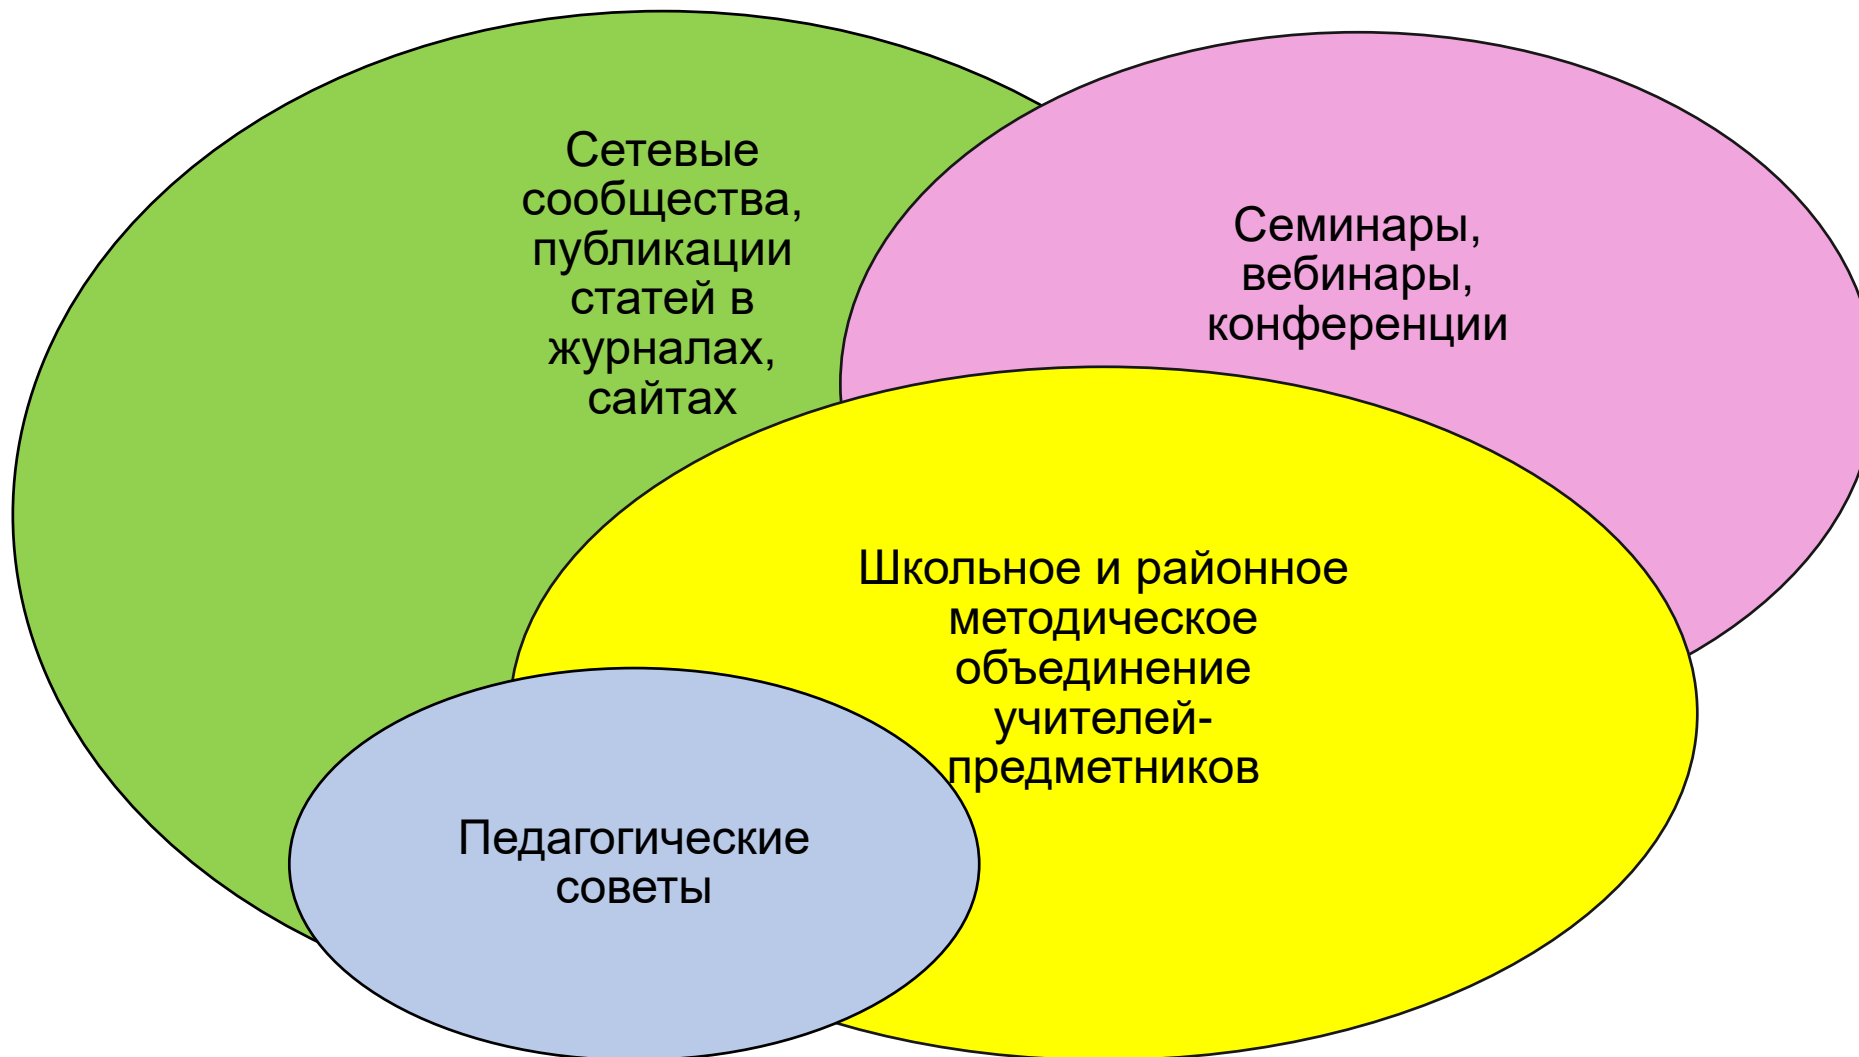 Сетевые
сообщества,
публикации
статей в
журналах,
сайтах
Семинары,
вебинары,
конференции
Школьное и районное
методическое
объединение
учителей-
предметников
Педагогические
советы